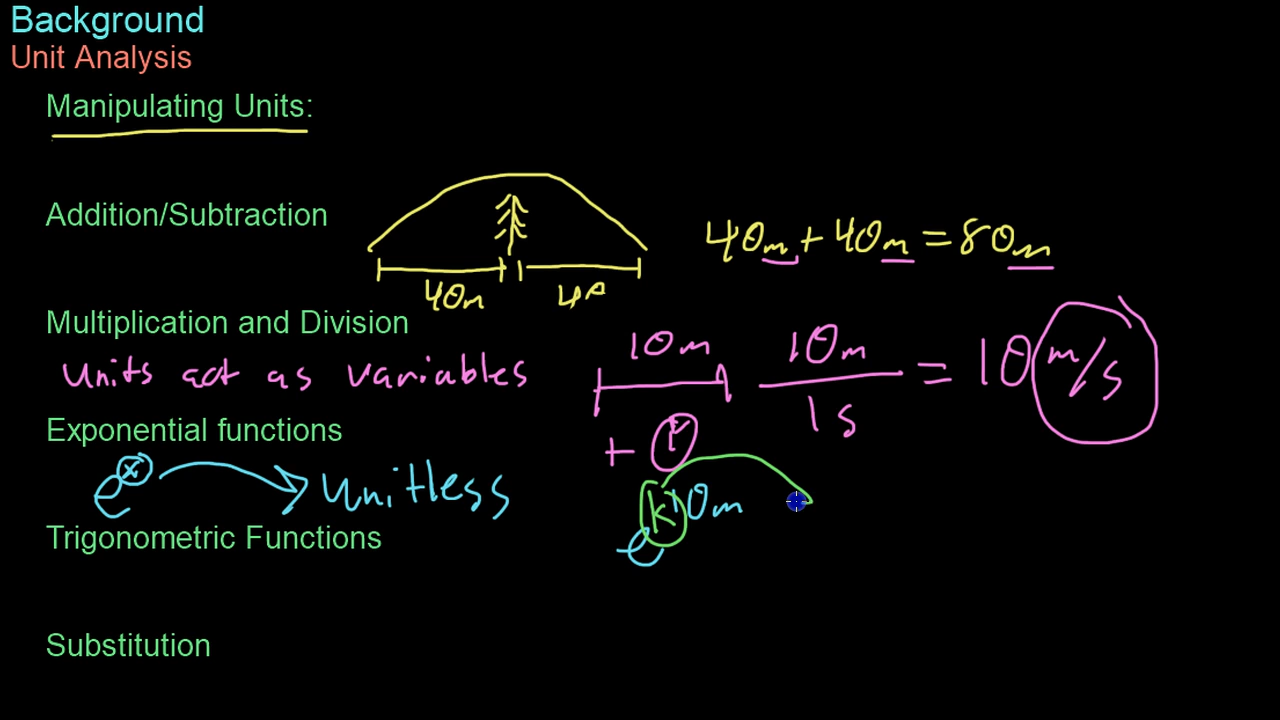 Background
Unit Analysis
Manipulating Units:
Addition/Subtraction
40m
40m + 40m = 80m
Multiplication and Division
Units act as variables
10m
10m / 1s = 10 m/s
Exponential functions
e^x → Unitless
e^k10m
Trigonometric Functions
Substitution